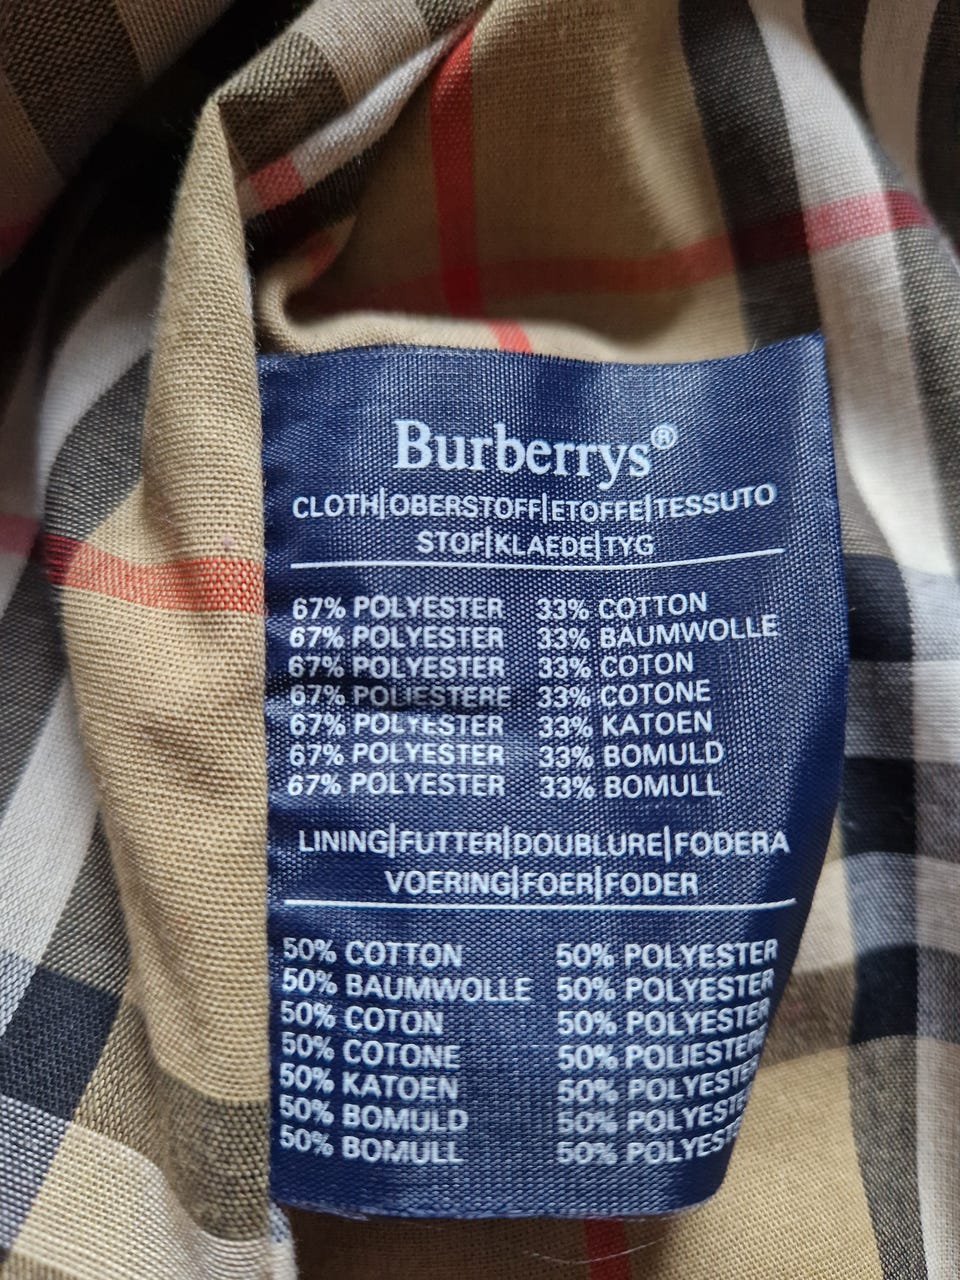 Burberrys®
CLOTH|OBERSTOFF|ETOFFE|TESSUTO
STOF|KLAEDE|TYG
67% POLYESTER 33% COTTON
67% POLYESTER 33% BAUMWOLLE
67% POLYESTER 33% COTON
67% POLIESTERE 33% COTONE
67% POLYESTER 33% KATOEN
67% POLYESTER 33% BOMULD
67% POLYESTER 33% BOMULL
LINING|FUTTER|DOUBLURE|FODERA
VOERING|FOER|FODER
50% COTTON 50% POLYESTER
50% BAUMWOLLE 50% POLYESTER
50% COTON 50% POLYESTER
50% COTONE 50% POLIESTERE
50% KATOEN 50% POLYESTER
50% BOMULD 50% POLYESTE
50% BOMULL 50% POLYESTE